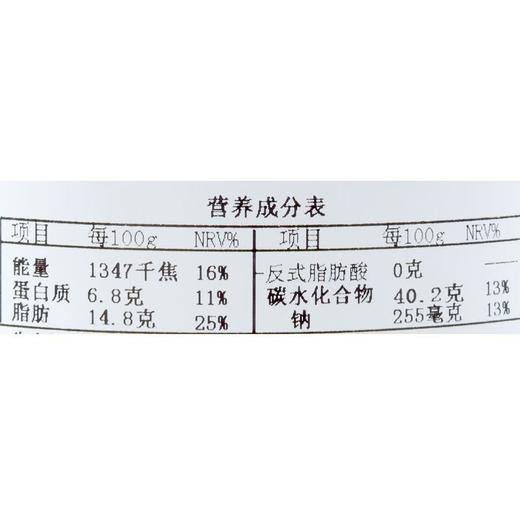 营养成分表
项目 每100g NRV% 项目 每100g NRV%
能量 1347千焦 16% —反式脂肪酸 0克 ——
蛋白质 6.8克 11% 碳水化合物 40.2克 13%
脂肪 14.8克 25% 钠 255毫克 13%